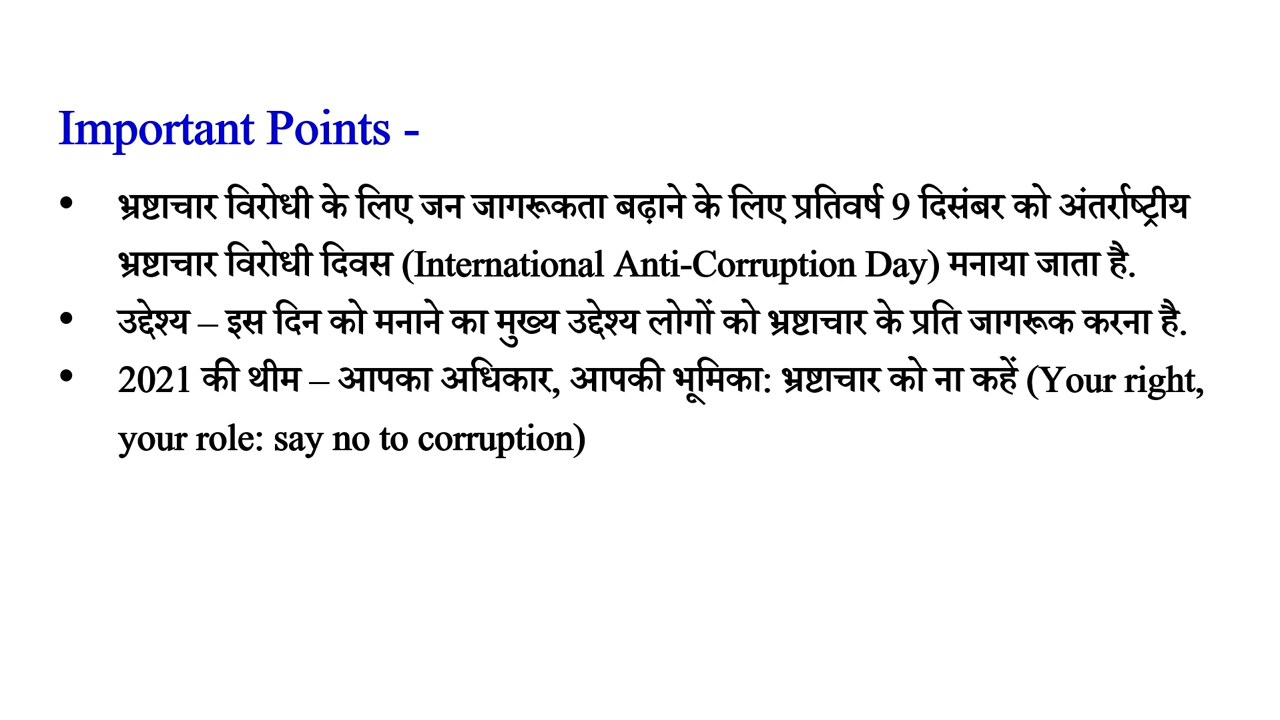 Important Points -
• भ्रष्टाचार विरोधी के लिए जन जागरूकता बढ़ाने के लिए प्रतिवर्ष 9 दिसंबर को अंतर्राष्ट्रीय
भ्रष्टाचार विरोधी दिवस (International Anti-Corruption Day) मनाया जाता है.
• उद्देश्य – इस दिन को मनाने का मुख्य उद्देश्य लोगों को भ्रष्टाचार के प्रति जागरूक करना है.
• 2021 की थीम – आपका अधिकार, आपकी भूमिका: भ्रष्टाचार को ना कहें (Your right,
your role: say no to corruption)